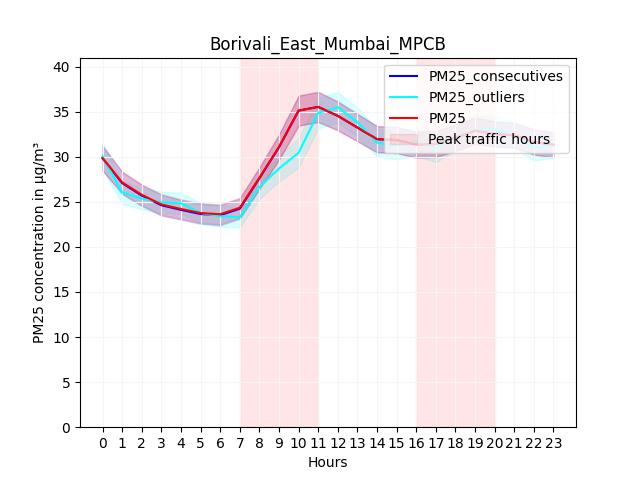 Borivali_East_Mumbai_MPCB
PM25_consecutives
PM25_outliers
PM25
Peak traffic hours
PM25 concentration in µg/m³
40
35
30
25
20
15
10
5
0
0 1 2 3 4 5 6 7 8 9 10 11 12 13 14 15 16 17 18 19 20 21 22 23
Hours